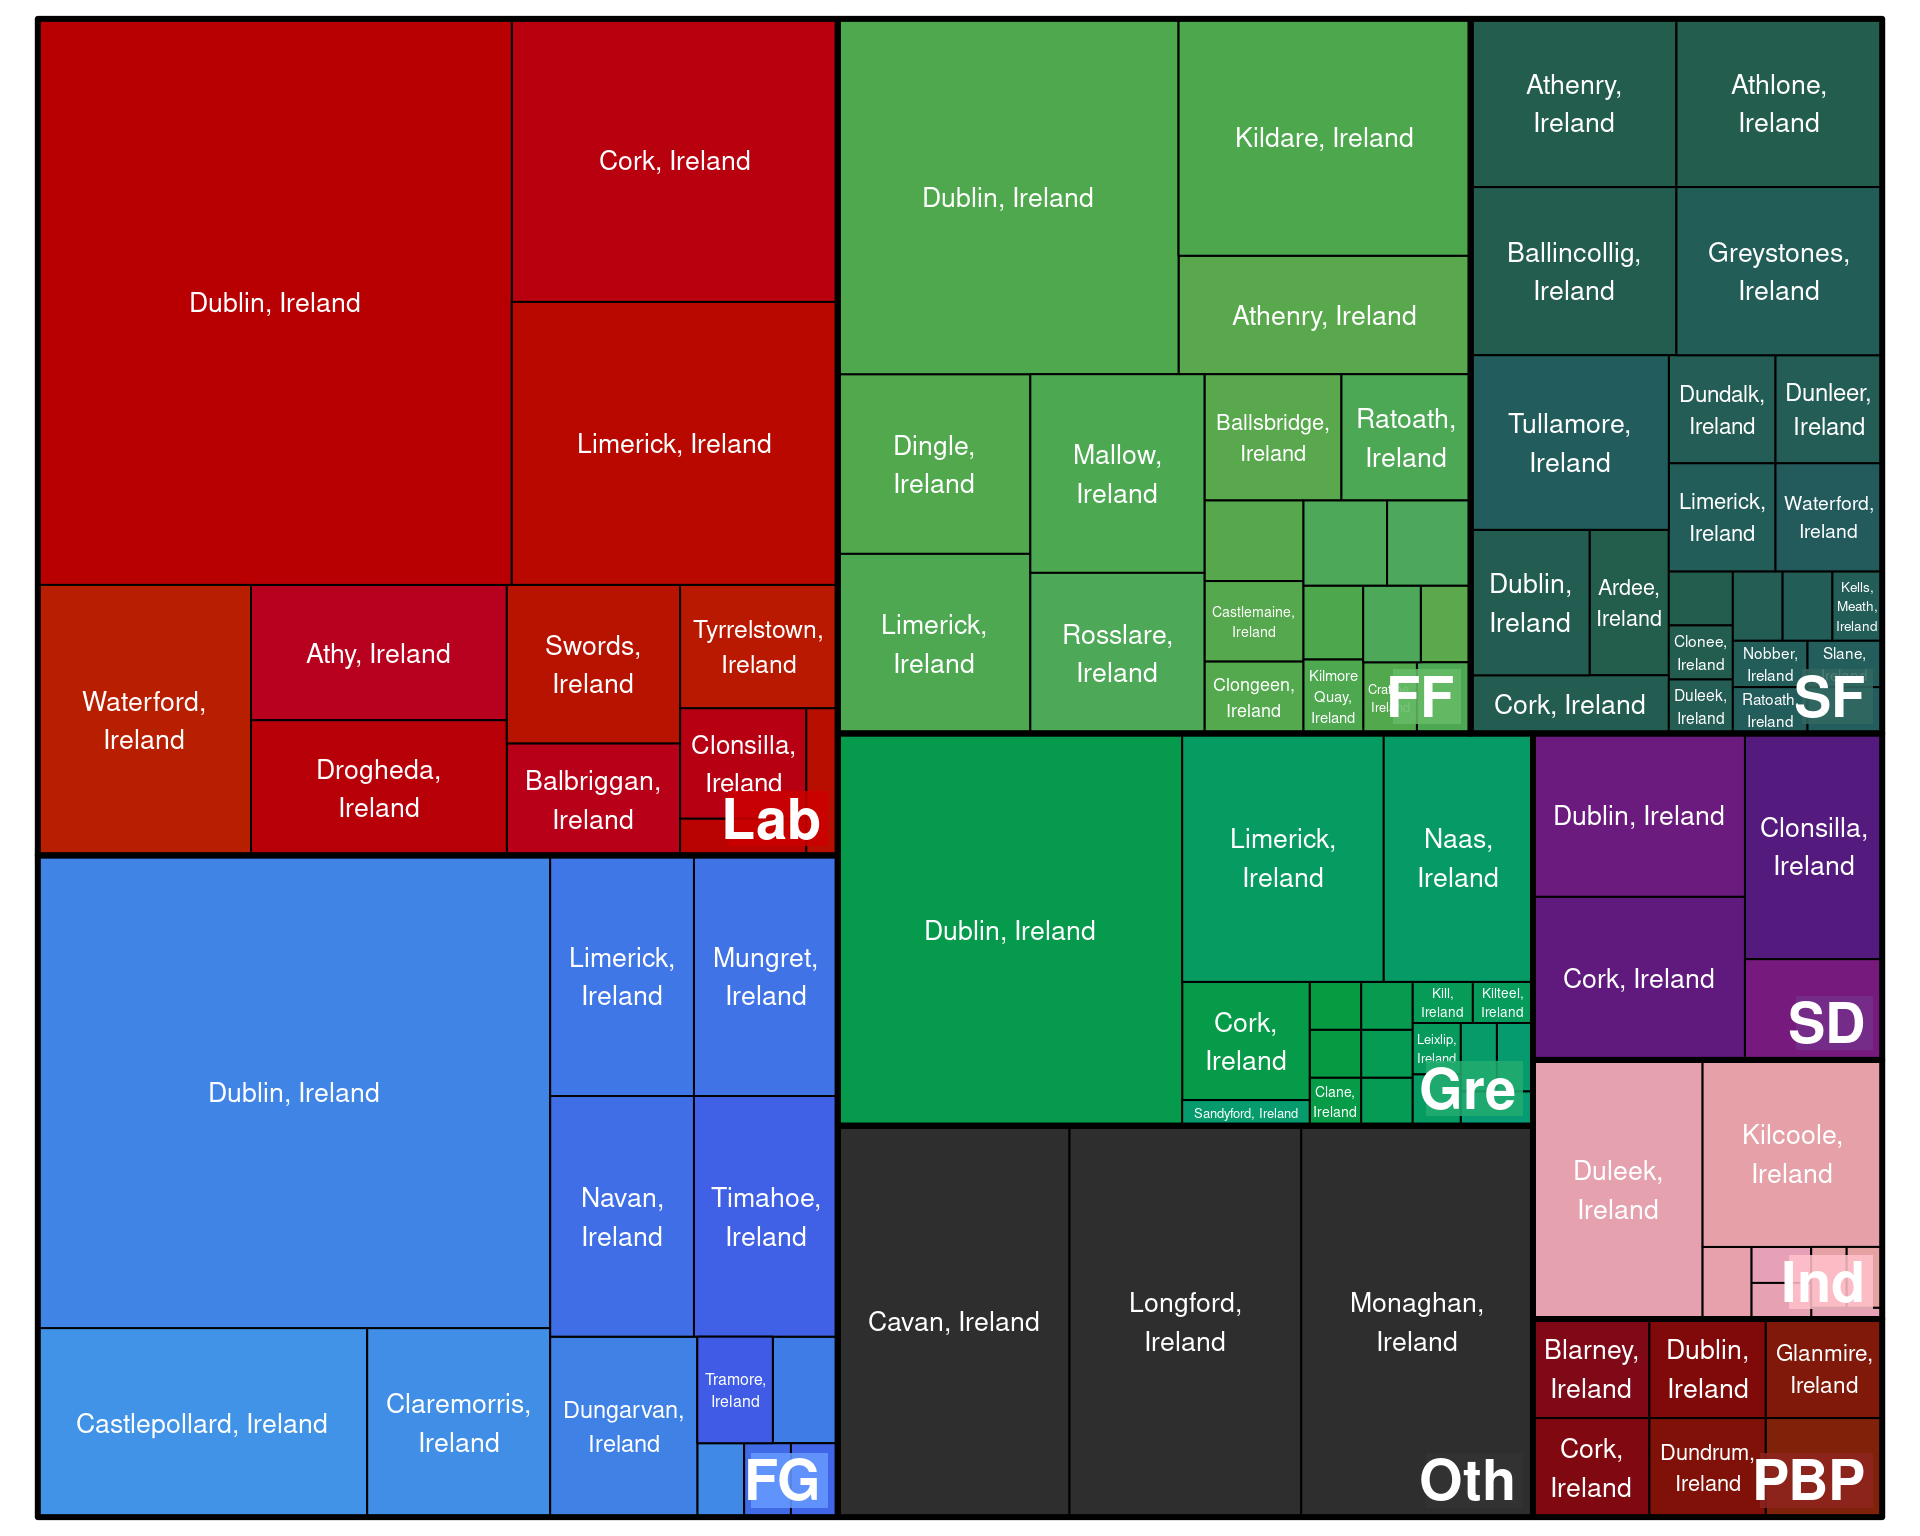 Dublin, Ireland
Cork, Ireland
Limerick, Ireland
Waterford,
Ireland
Athy, Ireland
Drogheda,
Ireland
Swords,
Ireland
Balbriggan,
Ireland
Tyrrelstown,
Ireland
Clonsilla,
Ireland
Lab
Dublin, Ireland
Castlepollard, Ireland
Claremorris,
Ireland
Limerick,
Ireland
Mungret,
Ireland
Navan,
Ireland
Timahoe,
Ireland
Dungarvan,
Ireland
Tramore,
Ireland
FG
Dublin, Ireland
Kildare, Ireland
Athenry, Ireland
Dingle,
Ireland
Limerick,
Ireland
Mallow,
Ireland
Rosslare,
Ireland
Ballsbridge,
Ireland
Ratoath,
Ireland
Castlemaine,
Ireland
Clongeen,
Ireland
Kilmore
Quay,
Ireland
Ireland
FF
Dublin, Ireland
Limerick,
Ireland
Naas,
Ireland
Cork,
Ireland
Sandyford, Ireland
Clane,
Ireland
Kill,
Ireland
Kilteel,
Ireland
Leixlip,
Ireland
Gre
Cavan, Ireland
Longford,
Ireland
Monaghan,
Ireland
Oth
Athenry,
Ireland
Athlone,
Ireland
Ballincollig,
Ireland
Greystones,
Ireland
Tullamore,
Ireland
Dundalk,
Ireland
Dunleer,
Ireland
Limerick,
Ireland
Waterford,
Ireland
Dublin,
Ireland
Ardee,
Ireland
Cork, Ireland
Clonee,
Ireland
Duleek,
Ireland
Kells,
Meath,
Ireland
Nobber,
Ireland
Slane,
Ireland
Ratoath,
Ireland
SF
Dublin, Ireland
Cork, Ireland
Clonsilla,
Ireland
SD
Duleek,
Ireland
Kilcoole,
Ireland
Ind
Blarney,
Ireland
Dublin,
Ireland
Glanmire,
Ireland
Cork,
Ireland
Dundrum,
Ireland
PBP